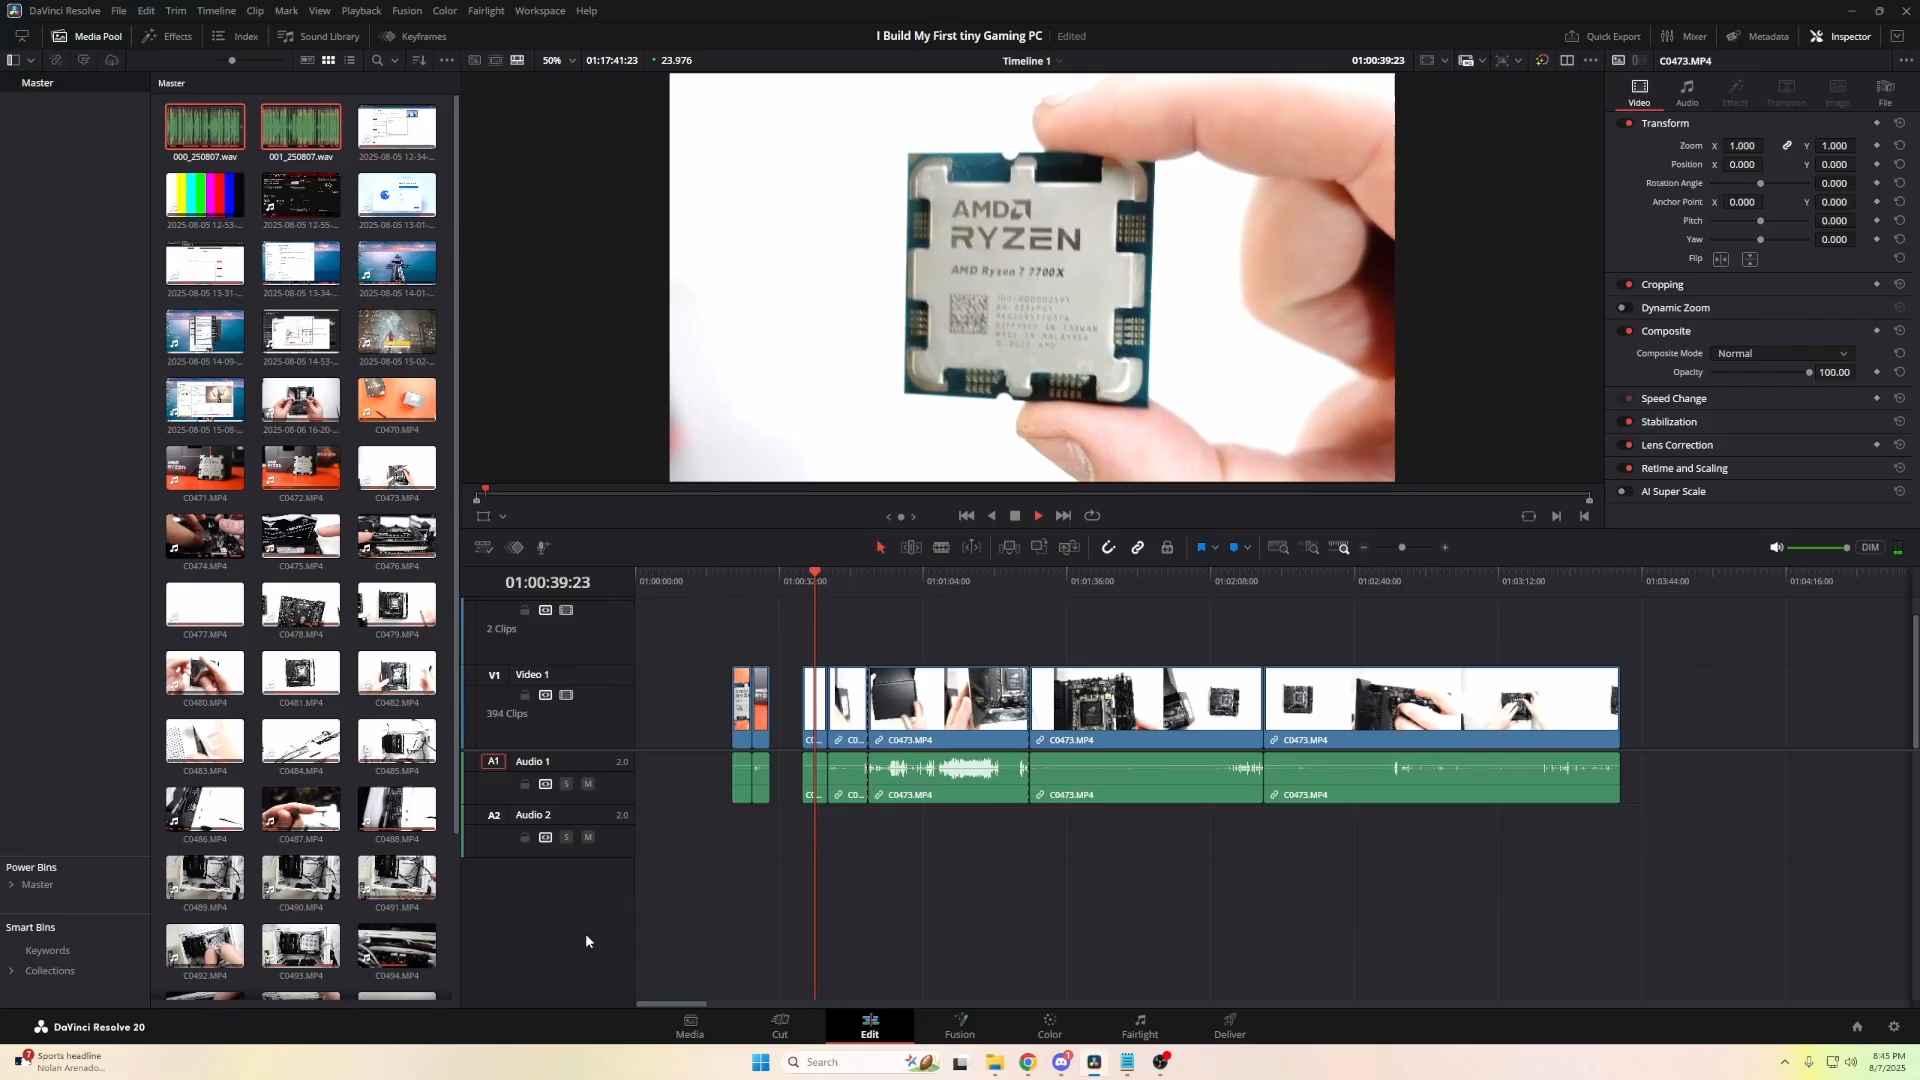 DaVinci Resolve File Edit Trim Timeline Clip Mark View Playback Fusion Color Fairlight Workspace Help
Media Pool Effects Index Sound Library Keyframes I Build My First tiny Gaming PC Edited Quick Export Mixer Metadata Inspector
50% 01:17:41:23 23.976 Timeline 1 01:00:39:23 C0473.MP4
Master
Master
000_250807.wav 001_250807.wav 2025-08-05 12-34-...
2025-08-05 12-53-... 2025-08-05 12-55-... 2025-08-05 13-01-...
2025-08-05 13-31-... 2025-08-05 13-34-... 2025-08-05 14-01-...
2025-08-05 14-09-... 2025-08-05 14-53-... 2025-08-05 15-02-...
2025-08-05 15-08-... 2025-08-06 16-20-... C0470.MP4
C0471.MP4 C0472.MP4 C0473.MP4
C0474.MP4 C0475.MP4 C0476.MP4
C0477.MP4 C0478.MP4 C0479.MP4
C0480.MP4 C0481.MP4 C0482.MP4
C0483.MP4 C0484.MP4 C0485.MP4
C0486.MP4 C0487.MP4 C0488.MP4
C0489.MP4 C0490.MP4 C0491.MP4
C0492.MP4 C0493.MP4 C0494.MP4
Power Bins
Master
Smart Bins
Keywords
Collections
AMD
RYZEN
AMD Ryzen 7 7700X
DIFFUSED IN TAIWAN
MADE IN MALAYSIA
© 2022 AMD
Video Audio Effects Transition Image File
Transform
Zoom X 1.000 Y 1.000
Position X 0.000 Y 0.000
Rotation Angle 0.000
Anchor Point X 0.000 Y 0.000
Pitch 0.000
Yaw 0.000
Flip
Cropping
Dynamic Zoom
Composite
Composite Mode Normal
Opacity 100.00
Speed Change
Stabilization
Lens Correction
Retime and Scaling
AI Super Scale
DIM
01:00:39:23 01:00:00:00 01:00:32:00 01:01:04:00 01:01:36:00 01:02:08:00 01:02:40:00 01:03:12:00 01:03:44:00 01:04:16:00
2 Clips
V1 Video 1
394 Clips
C0... C0... C0473.MP4 C0473.MP4 C0473.MP4
A1 Audio 1 2.0
S M
C0... C0... C0473.MP4 C0473.MP4 C0473.MP4
A2 Audio 2 2.0
S M
DaVinci Resolve 20
Media Cut Edit Fusion Color Fairlight Deliver
7 Sports headline
Nolan Arenado...
Search
1
8:45 PM
8/7/2025